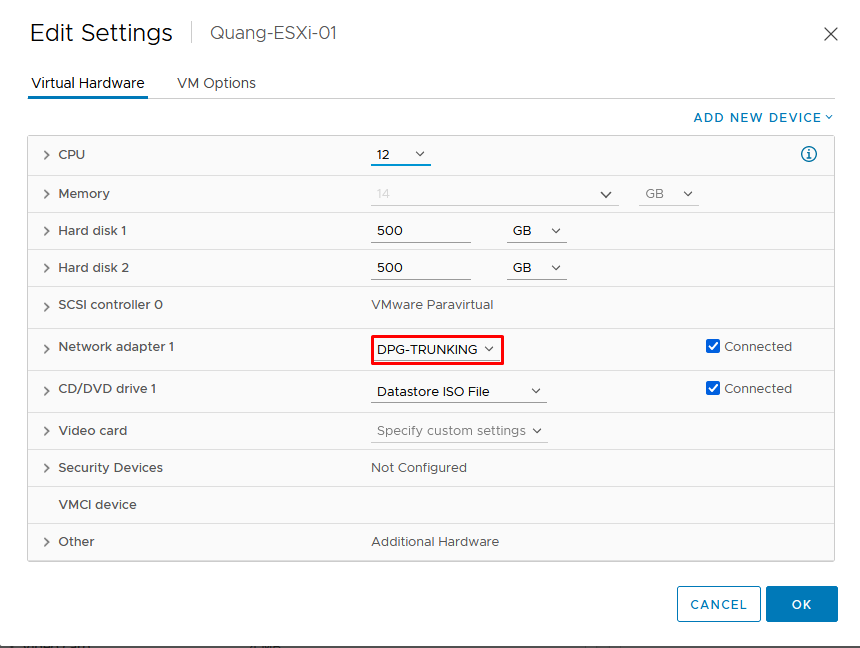 Edit Settings Quang-ESXi-01
Virtual Hardware VM Options
ADD NEW DEVICE
CPU 12
Memory 14 GB
Hard disk 1 500 GB
Hard disk 2 500 GB
SCSI controller 0 VMware Paravirtual
Network adapter 1 DPG-TRUNKING Connected
CD/DVD drive 1 Datastore ISO File Connected
Video card Specify custom settings
Security Devices Not Configured
VMCI device
Other Additional Hardware
CANCEL OK